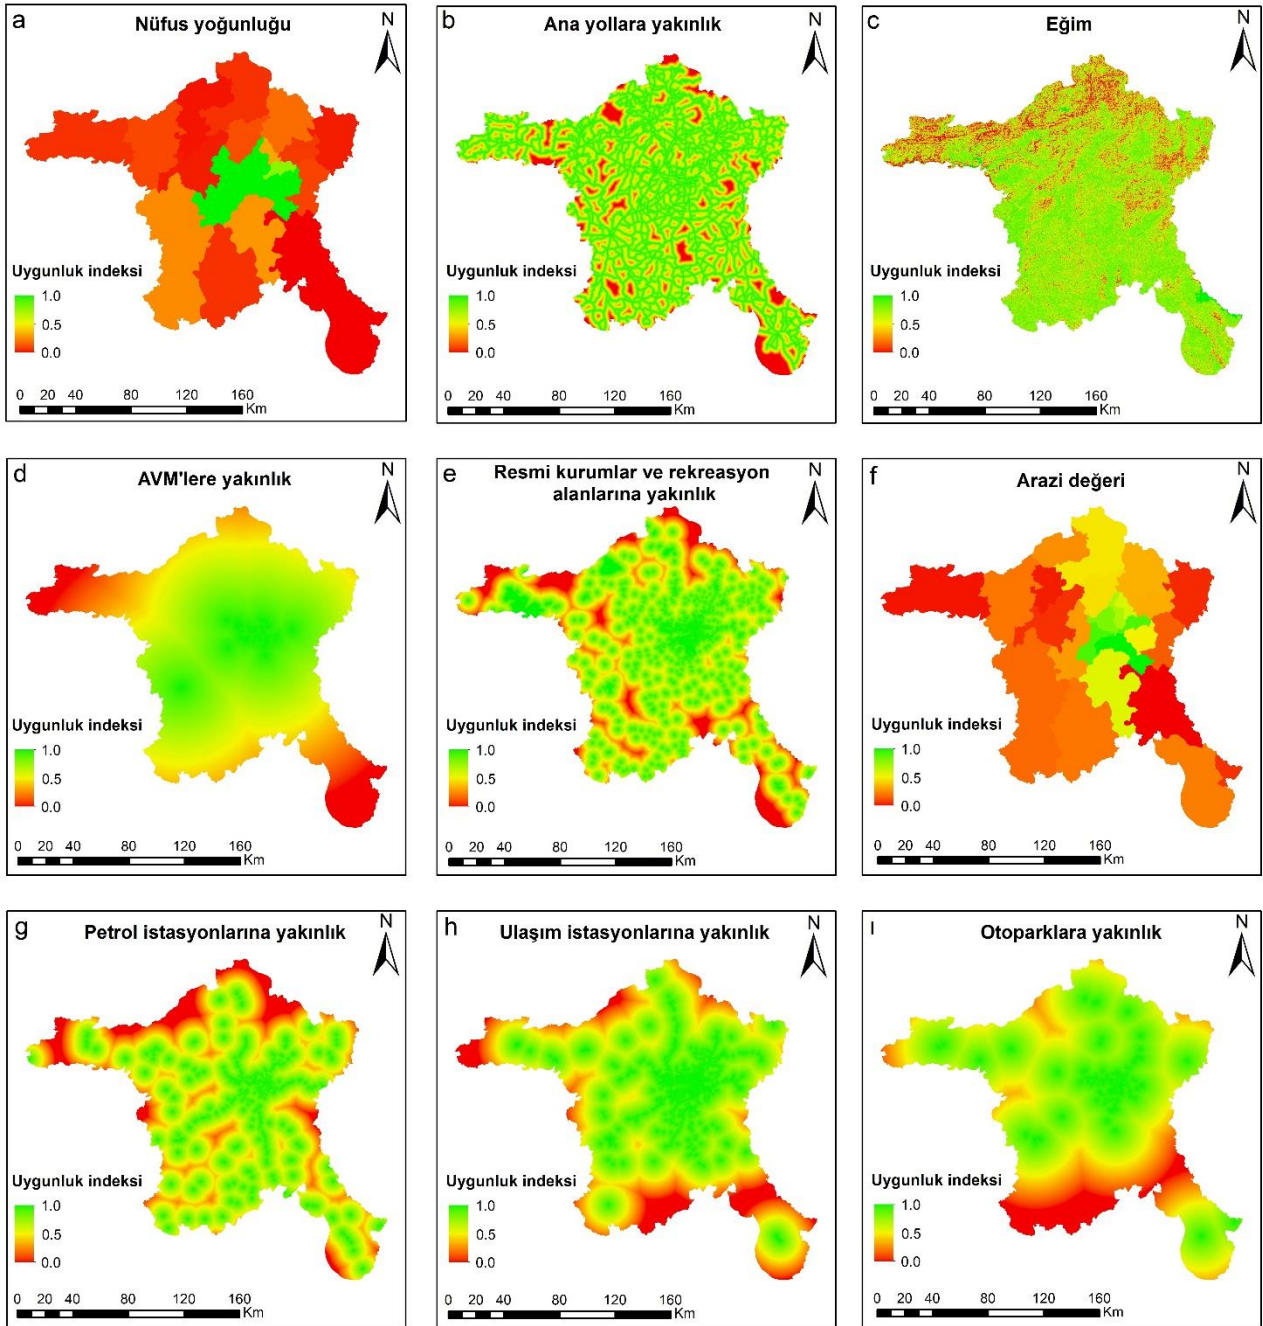 a
Nüfus yoğunluğu
N
Uygunluk indeksi
1.0
0.5
0.0
0 20 40 80 120 160
Km
b
Ana yollara yakınlık
N
Uygunluk indeksi
1.0
0.5
0.0
0 20 40 80 120 160
Km
c
Eğim
N
Uygunluk indeksi
1.0
0.5
0.0
0 20 40 80 120 160
Km
d
AVM'lere yakınlık
N
Uygunluk indeksi
1.0
0.5
0.0
0 20 40 80 120 160
Km
e
Resmi kurumlar ve rekreasyon
alanlarına yakınlık
N
Uygunluk indeksi
1.0
0.5
0.0
0 20 40 80 120 160
Km
f
Arazi değeri
N
Uygunluk indeksi
1.0
0.5
0.0
0 20 40 80 120 160
Km
g
Petrol istasyonlarına yakınlık
N
Uygunluk indeksi
1.0
0.5
0.0
0 20 40 80 120 160
Km
h
Ulaşım istasyonlarına yakınlık
N
Uygunluk indeksi
1.0
0.5
0.0
0 20 40 80 120 160
Km
ı
Otoparklara yakınlık
N
Uygunluk indeksi
1.0
0.5
0.0
0 20 40 80 120 160
Km